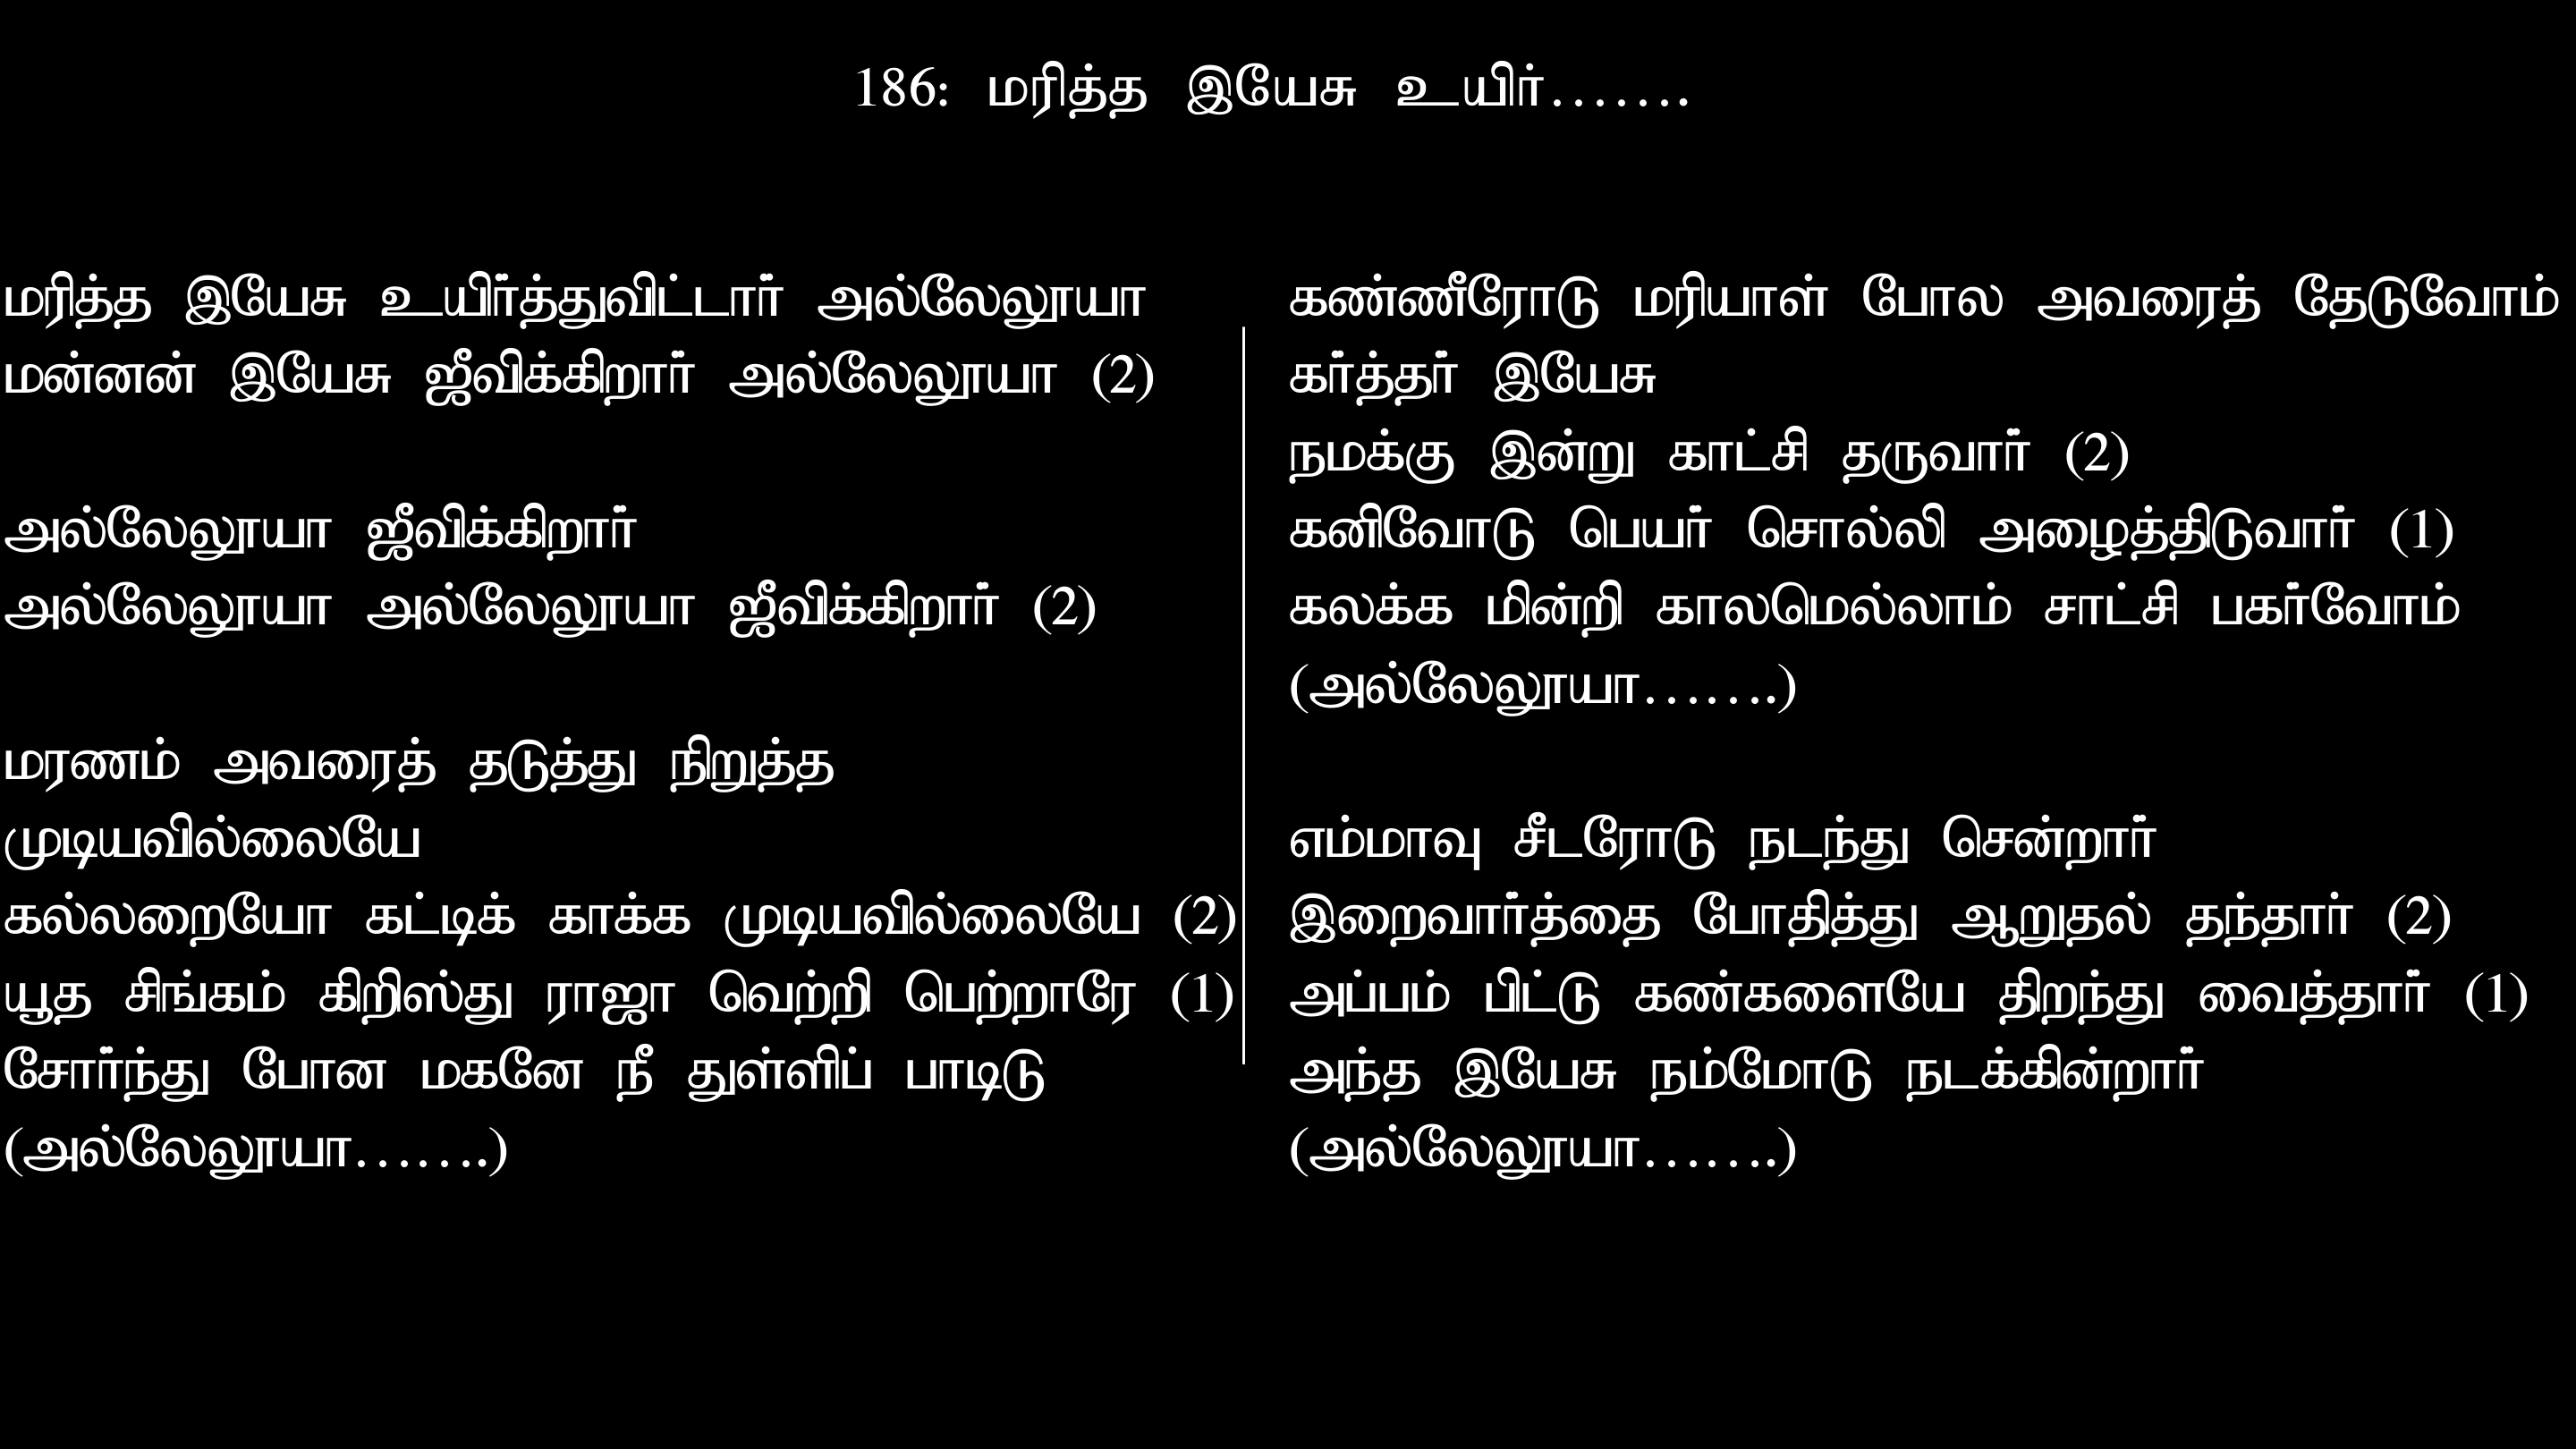 186: மரித்த இயேசு உயிர்.......
மரித்த இயேசு உயிர்த்துவிட்டார் அல்லேலூயா
மன்னன் இயேசு ஜீவிக்கிறார் அல்லேலூயா (2)
அல்லேலூயா ஜீவிக்கிறார்
அல்லேலூயா அல்லேலூயா ஜீவிக்கிறார் (2)
மரணம் அவரைத் தடுத்து நிறுத்த
முடியவில்லையே
கல்லறையோ கட்டிக் காக்க முடியவில்லையே (2)
யூத சிங்கம் கிறிஸ்து ராஜா வெற்றி பெற்றாரே (1)
சோர்ந்து போன மகனே நீ துள்ளிப் பாடிடு
(அல்லேலூயா.......)
கண்ணீரோடு மரியாள் போல அவரைத் தேடுவோம்
கர்த்தர் இயேசு
நமக்கு இன்று காட்சி தருவார் (2)
கனிவோடு பெயர் சொல்லி அழைத்திடுவார் (1)
கலக்க மின்றி காலமெல்லாம் சாட்சி பகர்வோம்
(அல்லேலூயா.......)
எம்மாவு சீடரோடு நடந்து சென்றார்
இறைவார்த்தை போதித்து ஆறுதல் தந்தார் (2)
அப்பம் பிட்டு கண்களையே திறந்து வைத்தார் (1)
அந்த இயேசு நம்மோடு நடக்கின்றார்
(அல்லேலூயா.......)